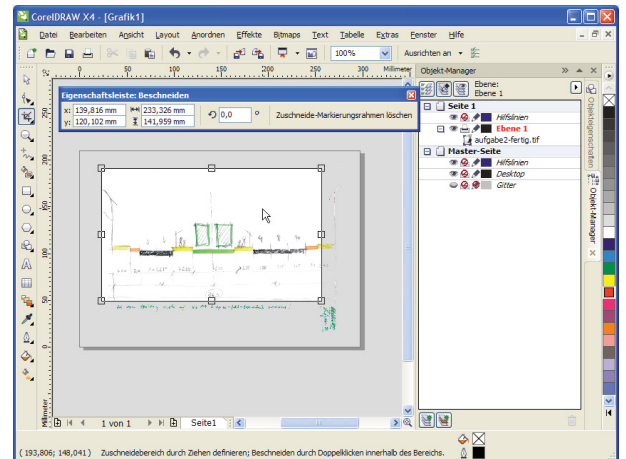 CorelDRAW X4 - [Grafik1]
Datei Bearbeiten Ansicht Layout Anordnen Effekte Bitmaps Text Tabelle Extras Fenster Hilfe
100% Ausrichten an
50 100 150 200 250 300 Millimeter
Objekt-Manager
Ebene:
Ebene 1
Eigenschaftsleiste: Beschneiden
x: 139,816 mm 233,326 mm 0,0 ° Zuschneide-Markierungsrahmen löschen
y: 120,102 mm 141,959 mm
Seite 1
Hilfslinien
Ebene 1
aufgabe2-fertig.tif
Master-Seite
Hilfslinien
Desktop
Gitter
Objekteigenschaften
Objekt-Manager
Millimeter
1 von 1 Seite1
( 193,806; 148,041 ) Zuschneidebereich durch Ziehen definieren; Beschneiden durch Doppelklicken innerhalb des Bereichs.